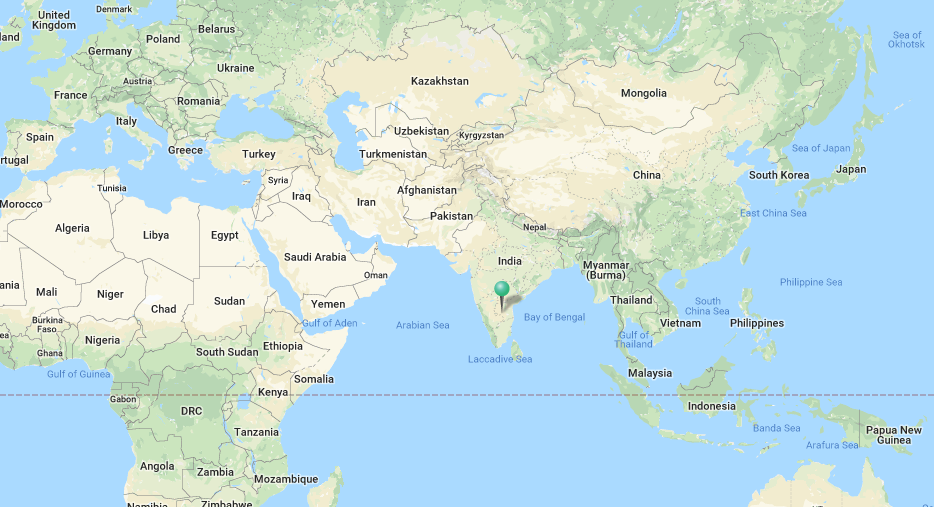 Denmark
United
Kingdom
Belarus
Sea of
Okhotsk
land
Poland
Germany
Ukraine
Austria
Kazakhstan
Mongolia
France
Romania
Italy
Uzbekistan
Kyrgyzstan
Spain
Greece
Turkey
Turkmenistan
Sea of Japan
rtugal
South Korea
Japan
China
Syria
Tunisia
Afghanistan
Iraq
Iran
Morocco
Pakistan
East China Sea
Algeria
Libya
Egypt
Nepal
Saudi Arabia
India
Myanmar
(Burma)
Oman
Philippine Sea
ania
Mali
Niger
Chad
Sudan
Yemen
Thailand
South
China Sea
Burkina
Faso
Gulf of Aden
Arabian Sea
Bay of Bengal
Vietnam
Philippines
ea
Nigeria
Gulf of
Thailand
Ghana
South Sudan
Ethiopia
Laccadive Sea
Gulf of Guinea
Somalia
Malaysia
Kenya
Gabon
DRC
Indonesia
Tanzania
Banda Sea
Papua New
Guinea
Arafura Sea
Angola
Zambia
Mozambique
Namibia
Zimbabwe